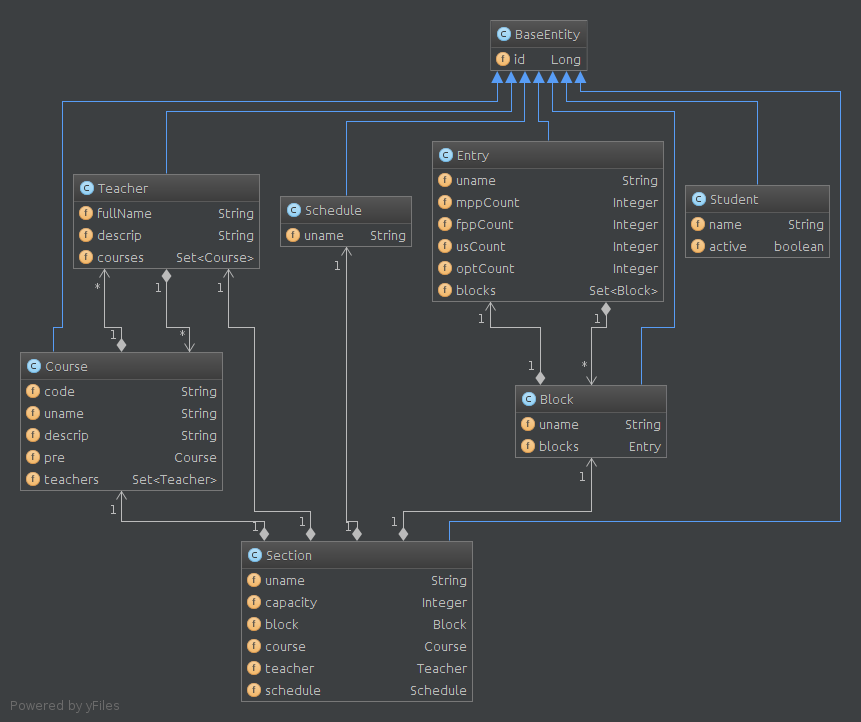 C BaseEntity
f id Long
C Teacher
f fullName String
f descrip String
f courses Set<Course>
C Schedule
f uname String
C Entry
f uname String
f mppCount Integer
f fppCount Integer
f usCount Integer
f optCount Integer
f blocks Set<Block>
C Student
f name String
f active boolean
* 1 1 1
1 *
1
1 1
1 *
C Course
f code String
f uname String
f descrip String
f pre Course
f teachers Set<Teacher>
C Block
f uname String
f blocks Entry
1 1
1 1 1 1
C Section
f uname String
f capacity Integer
f block Block
f course Course
f teacher Teacher
f schedule Schedule
Powered by yFiles